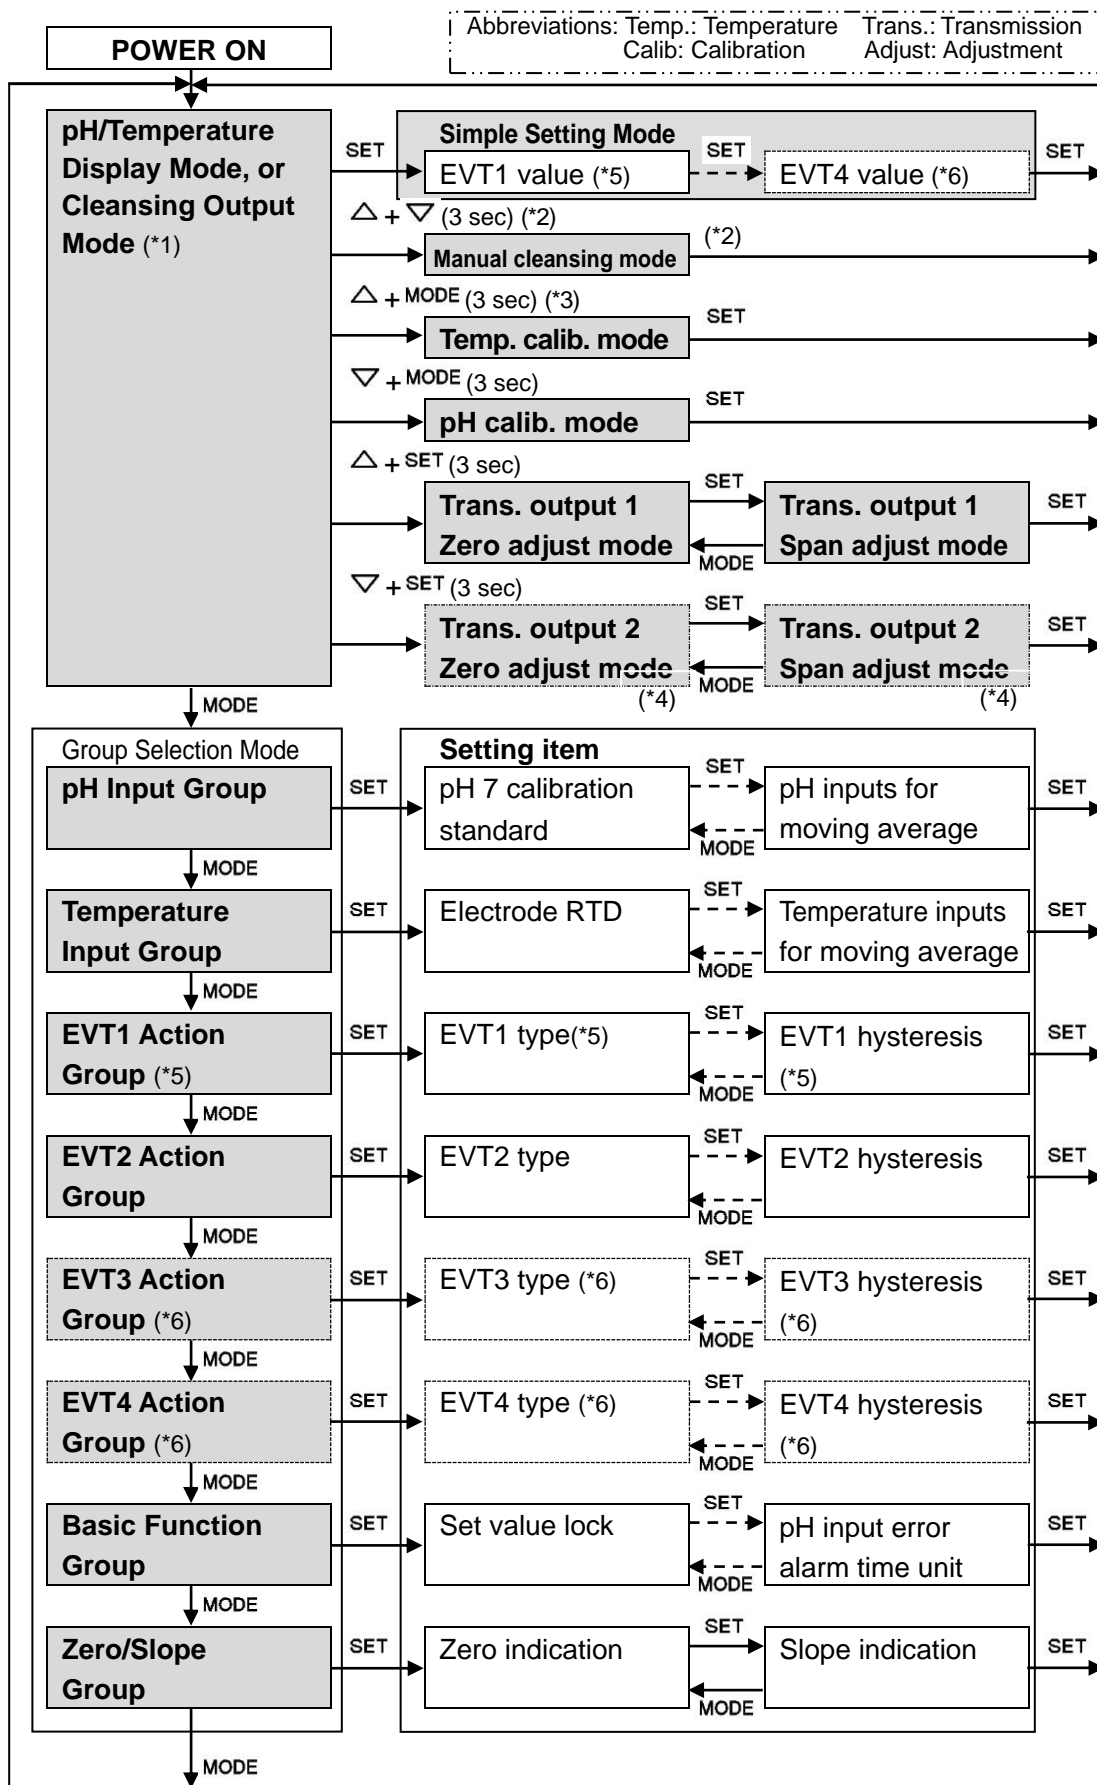 Abbreviations: Temp.: Temperature Trans.: Transmission
Calib: Calibration Adjust: Adjustment
POWER ON
pH/Temperature
Display Mode, or
Cleansing Output
Mode (*1)
SET
Simple Setting Mode
EVT1 value (*5)
SET
EVT4 value (*6)
SET
△ + ▽ (3 sec) (*2)
Manual cleansing mode
(*2)
△ + MODE (3 sec) (*3)
Temp. calib. mode
SET
▽ + MODE (3 sec)
pH calib. mode
SET
△ + SET (3 sec)
Trans. output 1
Zero adjust mode
SET
MODE
Trans. output 1
Span adjust mode
SET
▽ + SET (3 sec)
Trans. output 2
Zero adjust mode
(*4)
SET
MODE
Trans. output 2
Span adjust mode
(*4)
SET
MODE
Group Selection Mode
Setting item
pH Input Group
SET
pH 7 calibration
standard
SET
MODE
pH inputs for
moving average
SET
MODE
Temperature
Input Group
SET
Electrode RTD
SET
MODE
Temperature inputs
for moving average
SET
MODE
EVT1 Action
Group (*5)
SET
EVT1 type(*5)
SET
MODE
EVT1 hysteresis
(*5)
SET
MODE
EVT2 Action
Group
SET
EVT2 type
SET
MODE
EVT2 hysteresis
SET
MODE
EVT3 Action
Group (*6)
SET
EVT3 type (*6)
SET
MODE
EVT3 hysteresis
(*6)
SET
MODE
EVT4 Action
Group (*6)
SET
EVT4 type (*6)
SET
MODE
EVT4 hysteresis
(*6)
SET
MODE
Basic Function
Group
SET
Set value lock
SET
MODE
pH input error
alarm time unit
SET
MODE
Zero/Slope
Group
SET
Zero indication
SET
MODE
Slope indication
SET
MODE